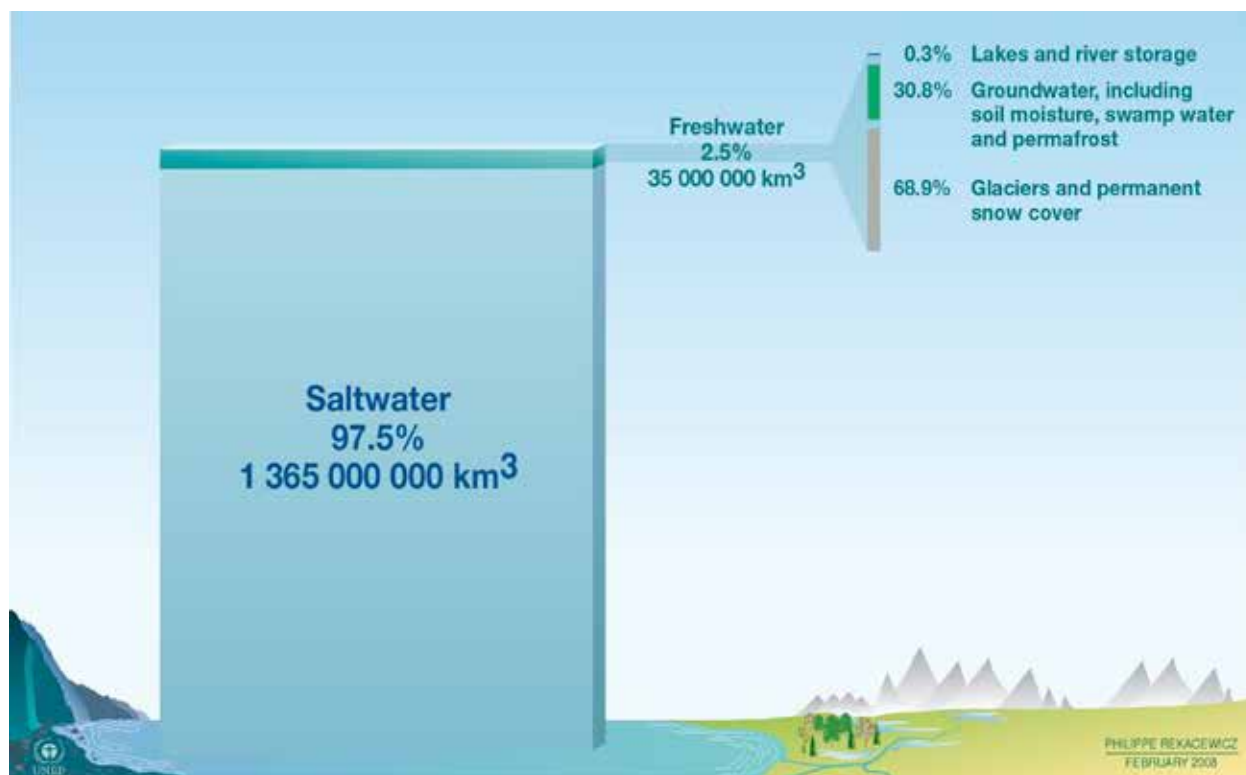 0.3% Lakes and river storage
30.8% Groundwater, including
soil moisture, swamp water
and permafrost
68.9% Glaciers and permanent
snow cover
Freshwater
2.5%
35 000 000 km³
Saltwater
97.5%
1 365 000 000 km³
UNEP
PHILIPPE REKACEWICZ
FEBRUARY 2008